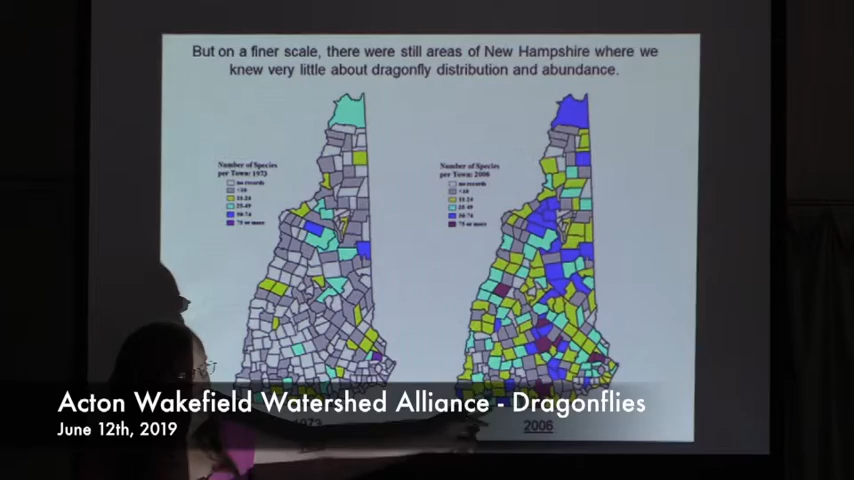 But on a finer scale, there were still areas of New Hampshire where we
knew very little about dragonfly distribution and abundance.
Number of Species
per Town: 1973
no records
<10
11-24
25-49
50-74
75 or more
Number of Species
per Town: 2006
no records
<10
11-24
25-49
50-74
75 or more
Acton Wakefield Watershed Alliance - Dragonflies
June 12th, 2019
1973
2006